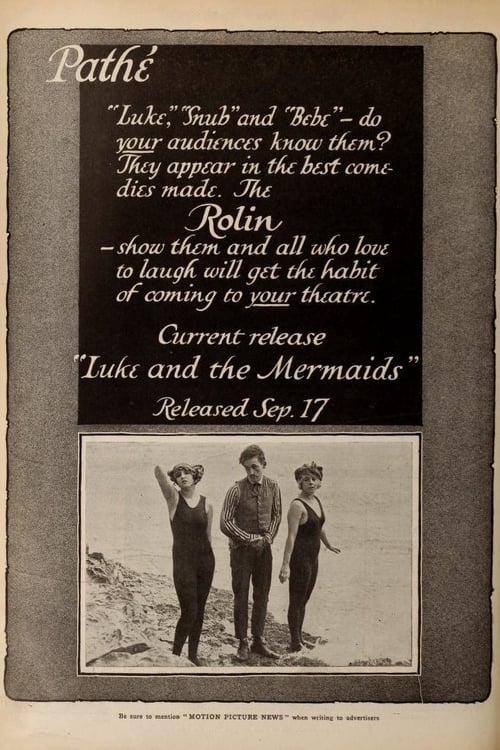 Pathé
"Luke," "Snub" and "Bebe" – do
your audiences know them?
They appear in the best come-
dies made. The
Rolin
– show them and all who love
to laugh will get the habit
of coming to your theatre.
Current release
"Luke and the Mermaids"
Released Sep. 17
Be sure to mention "MOTION PICTURE NEWS" when writing to advertisers